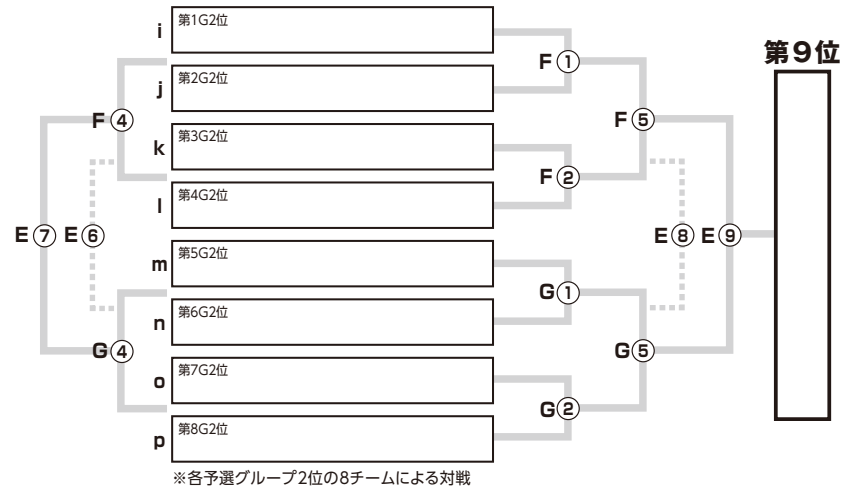 第9位
i 第1G2位
F①
j 第2G2位
F④
F⑤
k 第3G2位
F②
l 第4G2位
E⑦ E⑥
E⑧ E⑨
m 第5G2位
G①
n 第6G2位
G④
G⑤
o 第7G2位
G②
p 第8G2位
※各予選グループ2位の8チームによる対戦